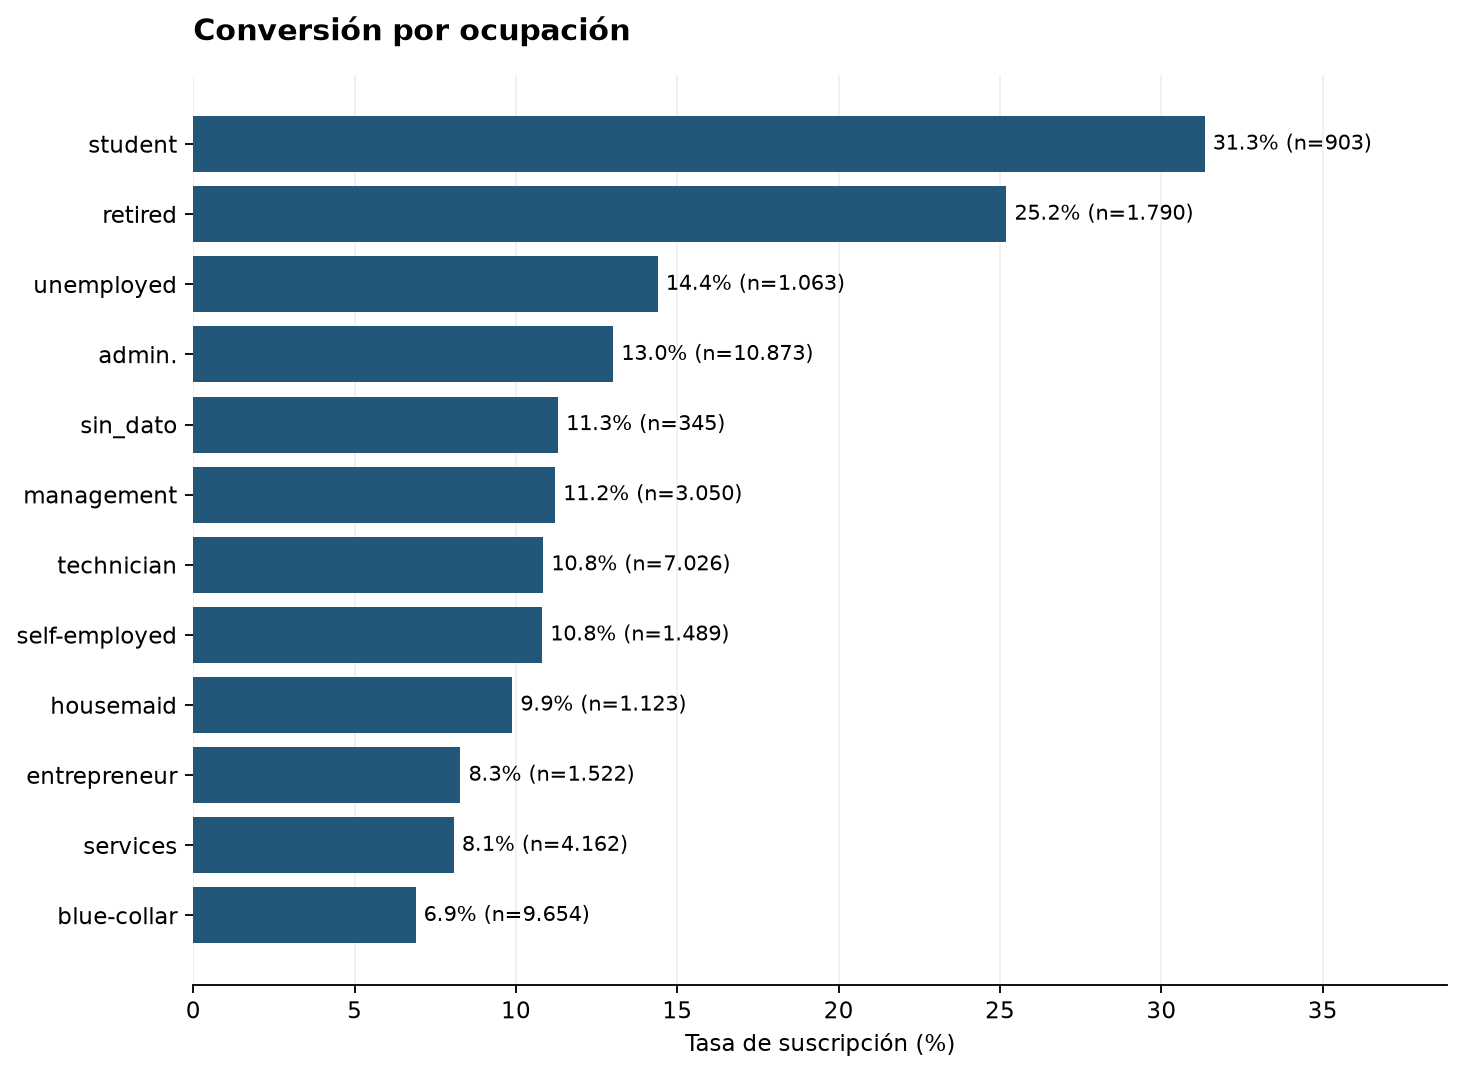 Conversión por ocupación
student 31.3% (n=903)
retired 25.2% (n=1.790)
unemployed 14.4% (n=1.063)
admin. 13.0% (n=10.873)
sin_dato 11.3% (n=345)
management 11.2% (n=3.050)
technician 10.8% (n=7.026)
self-employed 10.8% (n=1.489)
housemaid 9.9% (n=1.123)
entrepreneur 8.3% (n=1.522)
services 8.1% (n=4.162)
blue-collar 6.9% (n=9.654)
0 5 10 15 20 25 30 35
Tasa de suscripción (%)